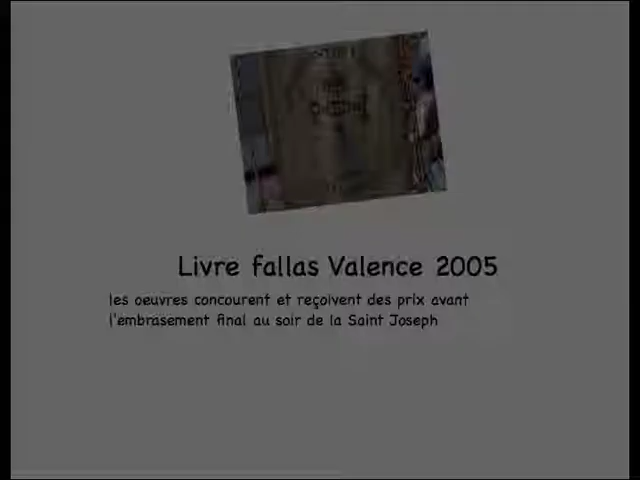 Livre fallas Valence 2005
les oeuvres concourent et reçoivent des prix avant
l'embrasement final au soir de la Saint Joseph